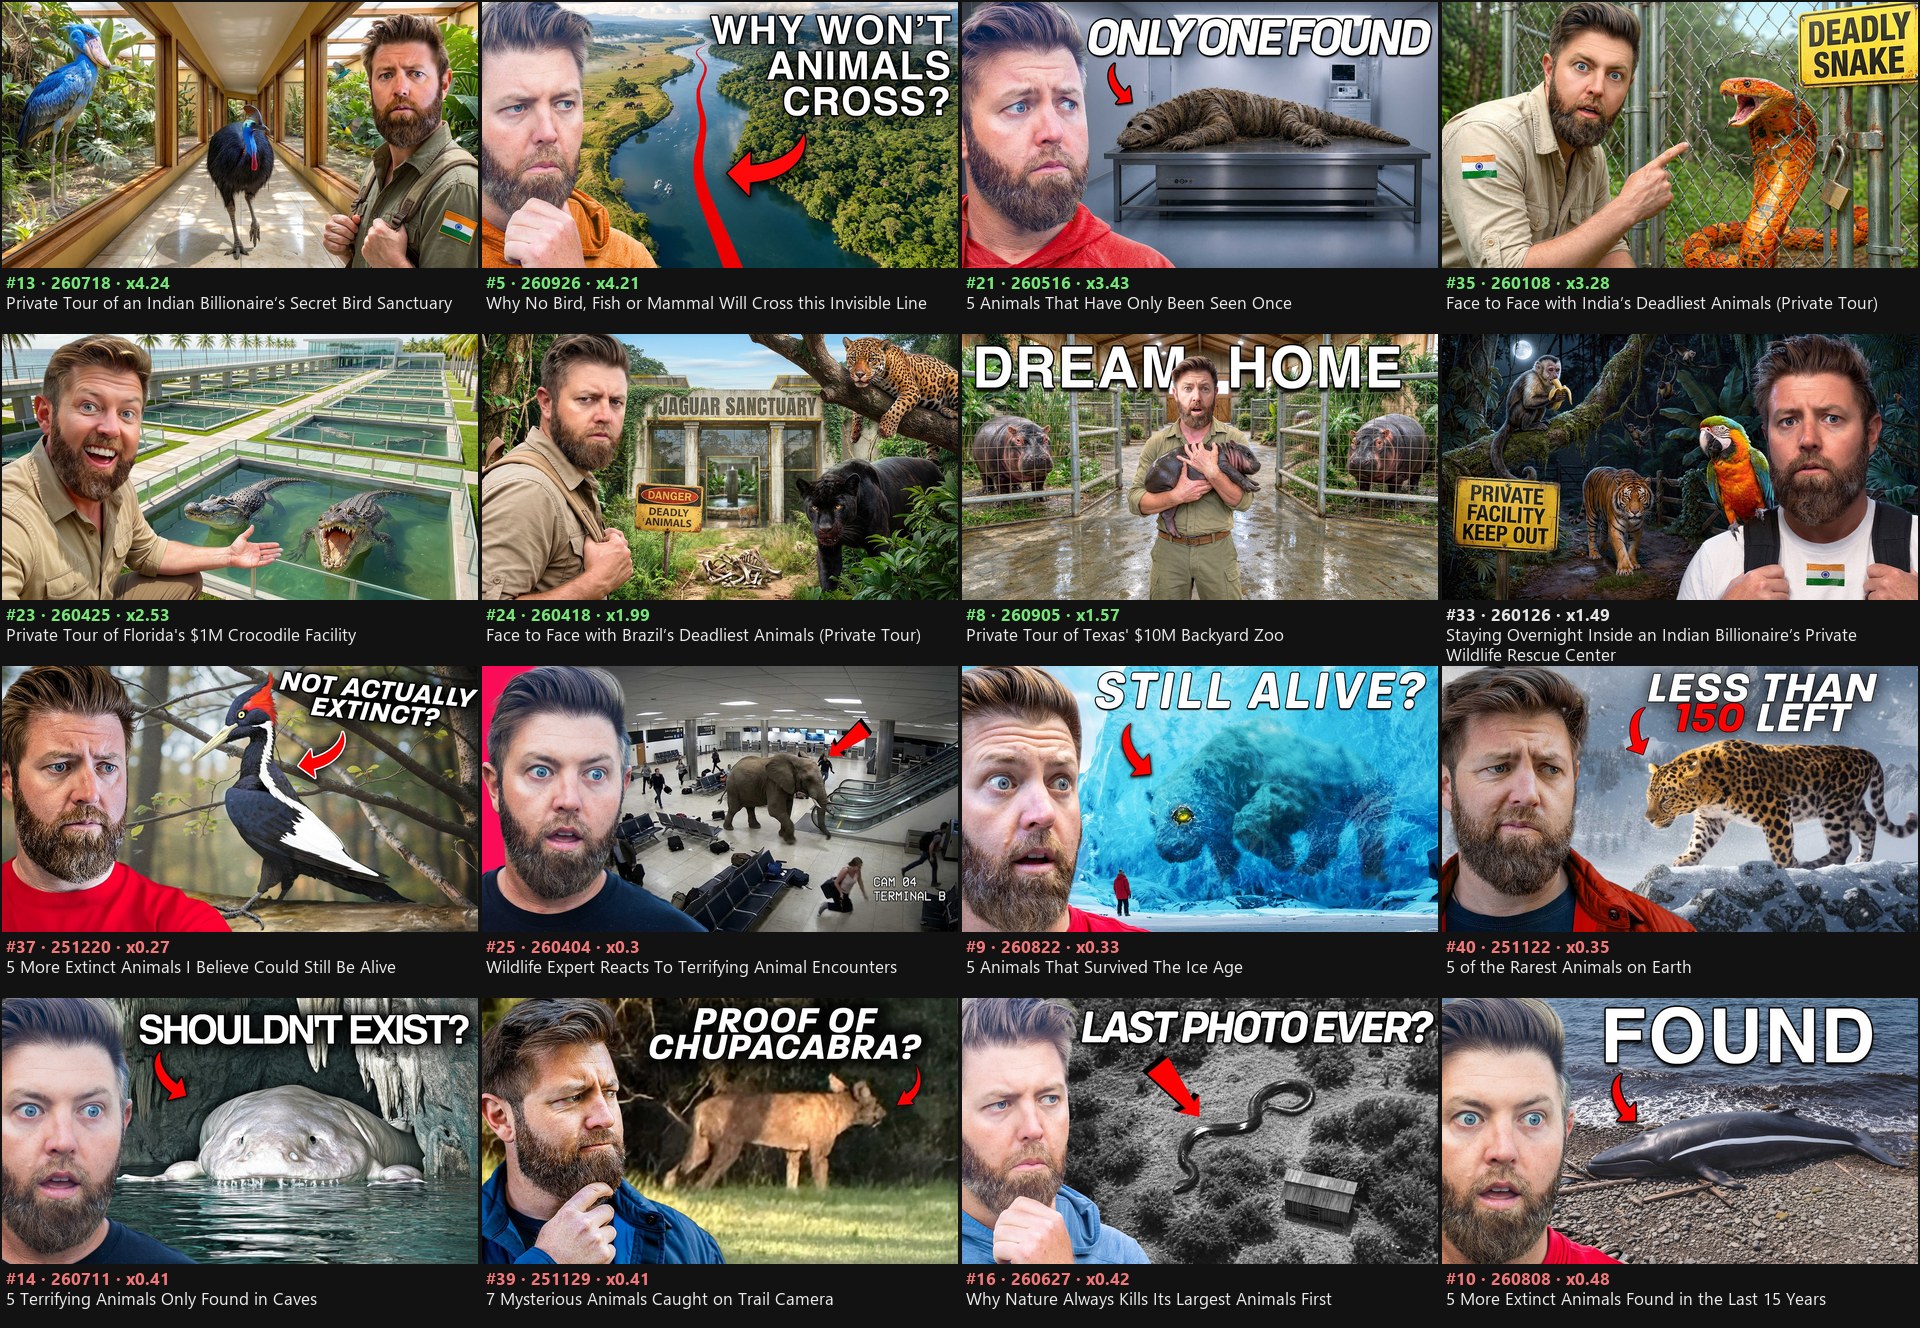 DEADLY
SNAKE
#13 · 260718 · x4.24
Private Tour of an Indian Billionaire’s Secret Bird Sanctuary
WHY WON'T
ANIMALS
CROSS?
#5 · 260926 · x4.21
Why No Bird, Fish or Mammal Will Cross this Invisible Line
ONLY ONE FOUND
#21 · 260516 · x3.43
5 Animals That Have Only Been Seen Once
#35 · 260108 · x3.28
Face to Face with India’s Deadliest Animals (Private Tour)
#23 · 260425 · x2.53
Private Tour of Florida's $1M Crocodile Facility
JAGUAR SANCTUARY
DANGER
DEADLY
ANIMALS
#24 · 260418 · x1.99
Face to Face with Brazil’s Deadliest Animals (Private Tour)
DREAM HOME
#8 · 260905 · x1.57
Private Tour of Texas' $10M Backyard Zoo
PRIVATE
FACILITY
KEEP OUT
#33 · 260126 · x1.49
Staying Overnight Inside an Indian Billionaire’s Private
Wildlife Rescue Center
NOT ACTUALLY
EXTINCT?
#37 · 251220 · x0.27
5 More Extinct Animals I Believe Could Still Be Alive
CAM 04
TERMINAL B
#25 · 260404 · x0.3
Wildlife Expert Reacts To Terrifying Animal Encounters
STILL ALIVE?
#9 · 260822 · x0.33
5 Animals That Survived The Ice Age
LESS THAN
150 LEFT
#40 · 251122 · x0.35
5 of the Rarest Animals on Earth
SHOULDN'T EXIST?
#14 · 260711 · x0.41
5 Terrifying Animals Only Found in Caves
PROOF OF
CHUPACABRA?
#39 · 251129 · x0.41
7 Mysterious Animals Caught on Trail Camera
LAST PHOTO EVER?
#16 · 260627 · x0.42
Why Nature Always Kills Its Largest Animals First
FOUND
#10 · 260808 · x0.48
5 More Extinct Animals Found in the Last 15 Years